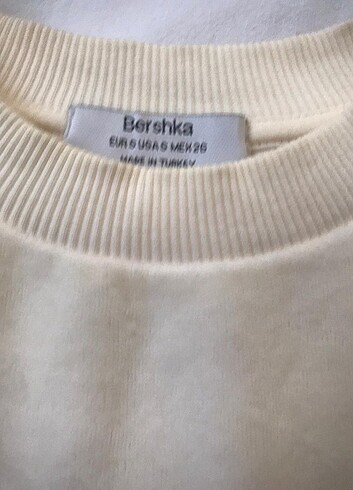 Bershka
EUR S USA S MEX 26
MADE IN TURKEY